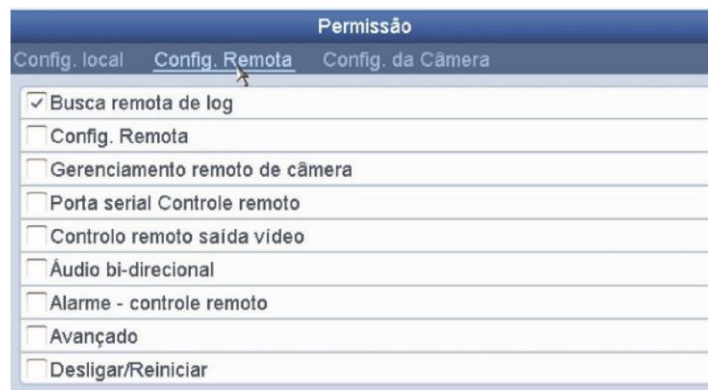 Permissão
Config. local Config. Remota Config. da Câmera
Busca remota de log
Config. Remota
Gerenciamento remoto de câmera
Porta serial Controle remoto
Controlo remoto saída vídeo
Áudio bi-direcional
Alarme - controle remoto
Avançado
Desligar/Reiniciar